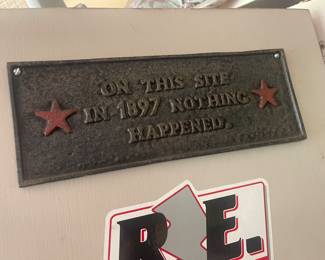 ON THIS SITE
IN 1897 NOTHING
HAPPENED.
R E.